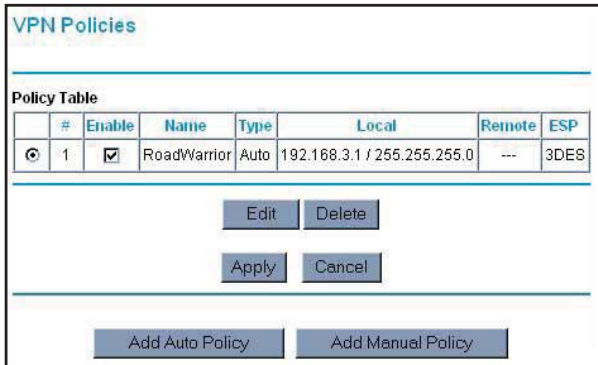 VPN Policies
Policy Table
# Enable Name Type Local Remote ESP
1 RoadWarrior Auto 192.168.3.1 / 255.255.255.0 --- 3DES
Edit Delete
Apply Cancel
Add Auto Policy Add Manual Policy